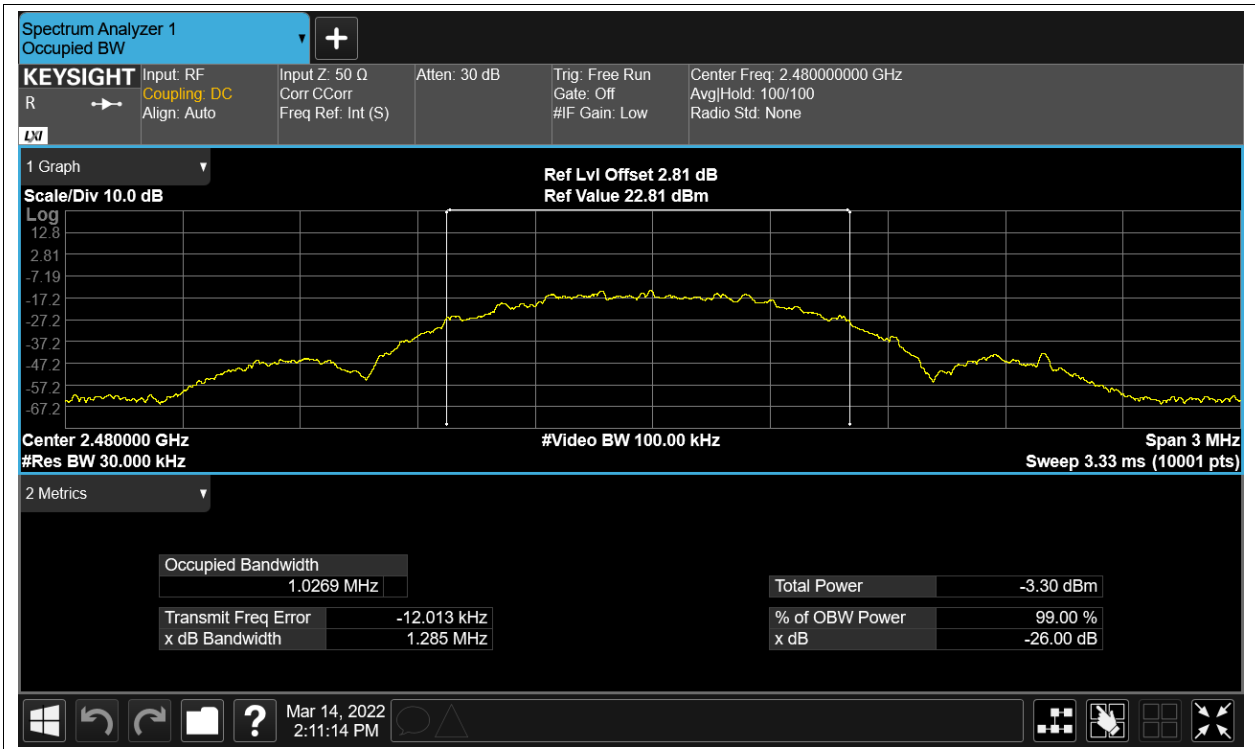 Spectrum Analyzer 1
Occupied BW
KEYSIGHT
R
LXI
Input: RF
Coupling: DC
Align: Auto
Input Z: 50 Ω
Corr CCorr
Freq Ref: Int (S)
Atten: 30 dB
Trig: Free Run
Gate: Off
#IF Gain: Low
Center Freq: 2.480000000 GHz
Avg|Hold: 100/100
Radio Std: None
1 Graph
Scale/Div 10.0 dB
Ref Lvl Offset 2.81 dB
Ref Value 22.81 dBm
Log
12.8
2.81
-7.19
-17.2
-27.2
-37.2
-47.2
-57.2
-67.2
Center 2.480000 GHz
#Res BW 30.000 kHz
#Video BW 100.00 kHz
Span 3 MHz
Sweep 3.33 ms (10001 pts)
2 Metrics
Occupied Bandwidth
1.0269 MHz
Transmit Freq Error -12.013 kHz
x dB Bandwidth 1.285 MHz
Total Power -3.30 dBm
% of OBW Power 99.00 %
x dB -26.00 dB
?
Mar 14, 2022
2:11:14 PM